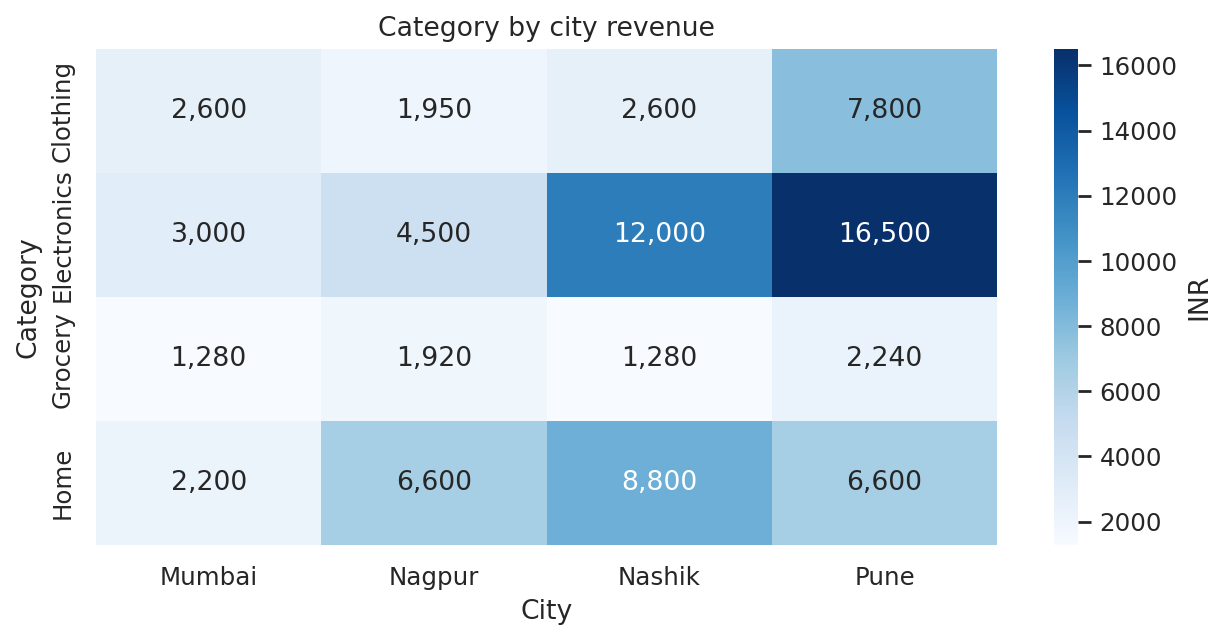 Category by city revenue
Category
Clothing
2,600 1,950 2,600 7,800
Electronics
3,000 4,500 12,000 16,500
Grocery
1,280 1,920 1,280 2,240
Home
2,200 6,600 8,800 6,600
Mumbai Nagpur Nashik Pune
City
16000
14000
12000
10000
8000
6000
4000
2000
INR